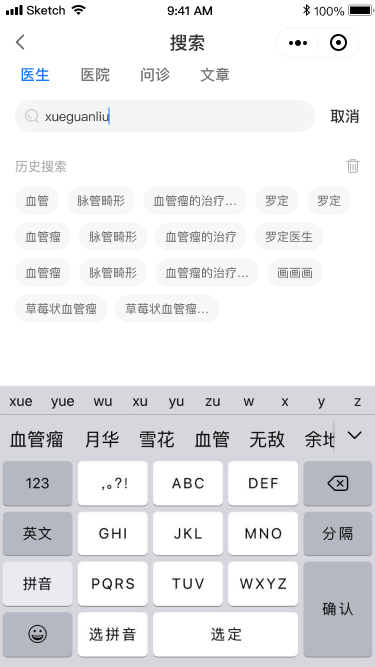 Sketch 9:41 AM 100%
搜索
医生 医院 问诊 文章
xueguanliu 取消
历史搜索
血管 脉管畸形 血管瘤的治疗... 罗定 罗定
血管瘤 脉管畸形 血管瘤的治疗 罗定医生
血管瘤 脉管畸形 血管瘤的治疗... 画画画
草莓状血管瘤 草莓状血管瘤...
xue yue wu xu yu zu w x y z
血管瘤 月华 雪花 血管 无敌 余地
123 ,。?! ABC DEF
英文 GHI JKL MNO 分隔
拼音 PQRS TUV WXYZ
确认
选拼音 选定